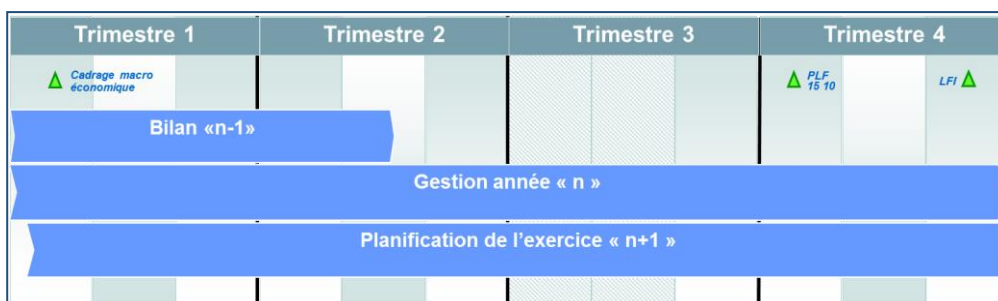 Trimestre 1
Trimestre 2
Trimestre 3
Trimestre 4
Cadrage macro
économique
PLF
15 10
LFI
Bilan «n-1»
Gestion année « n »
Planification de l’exercice « n+1 »